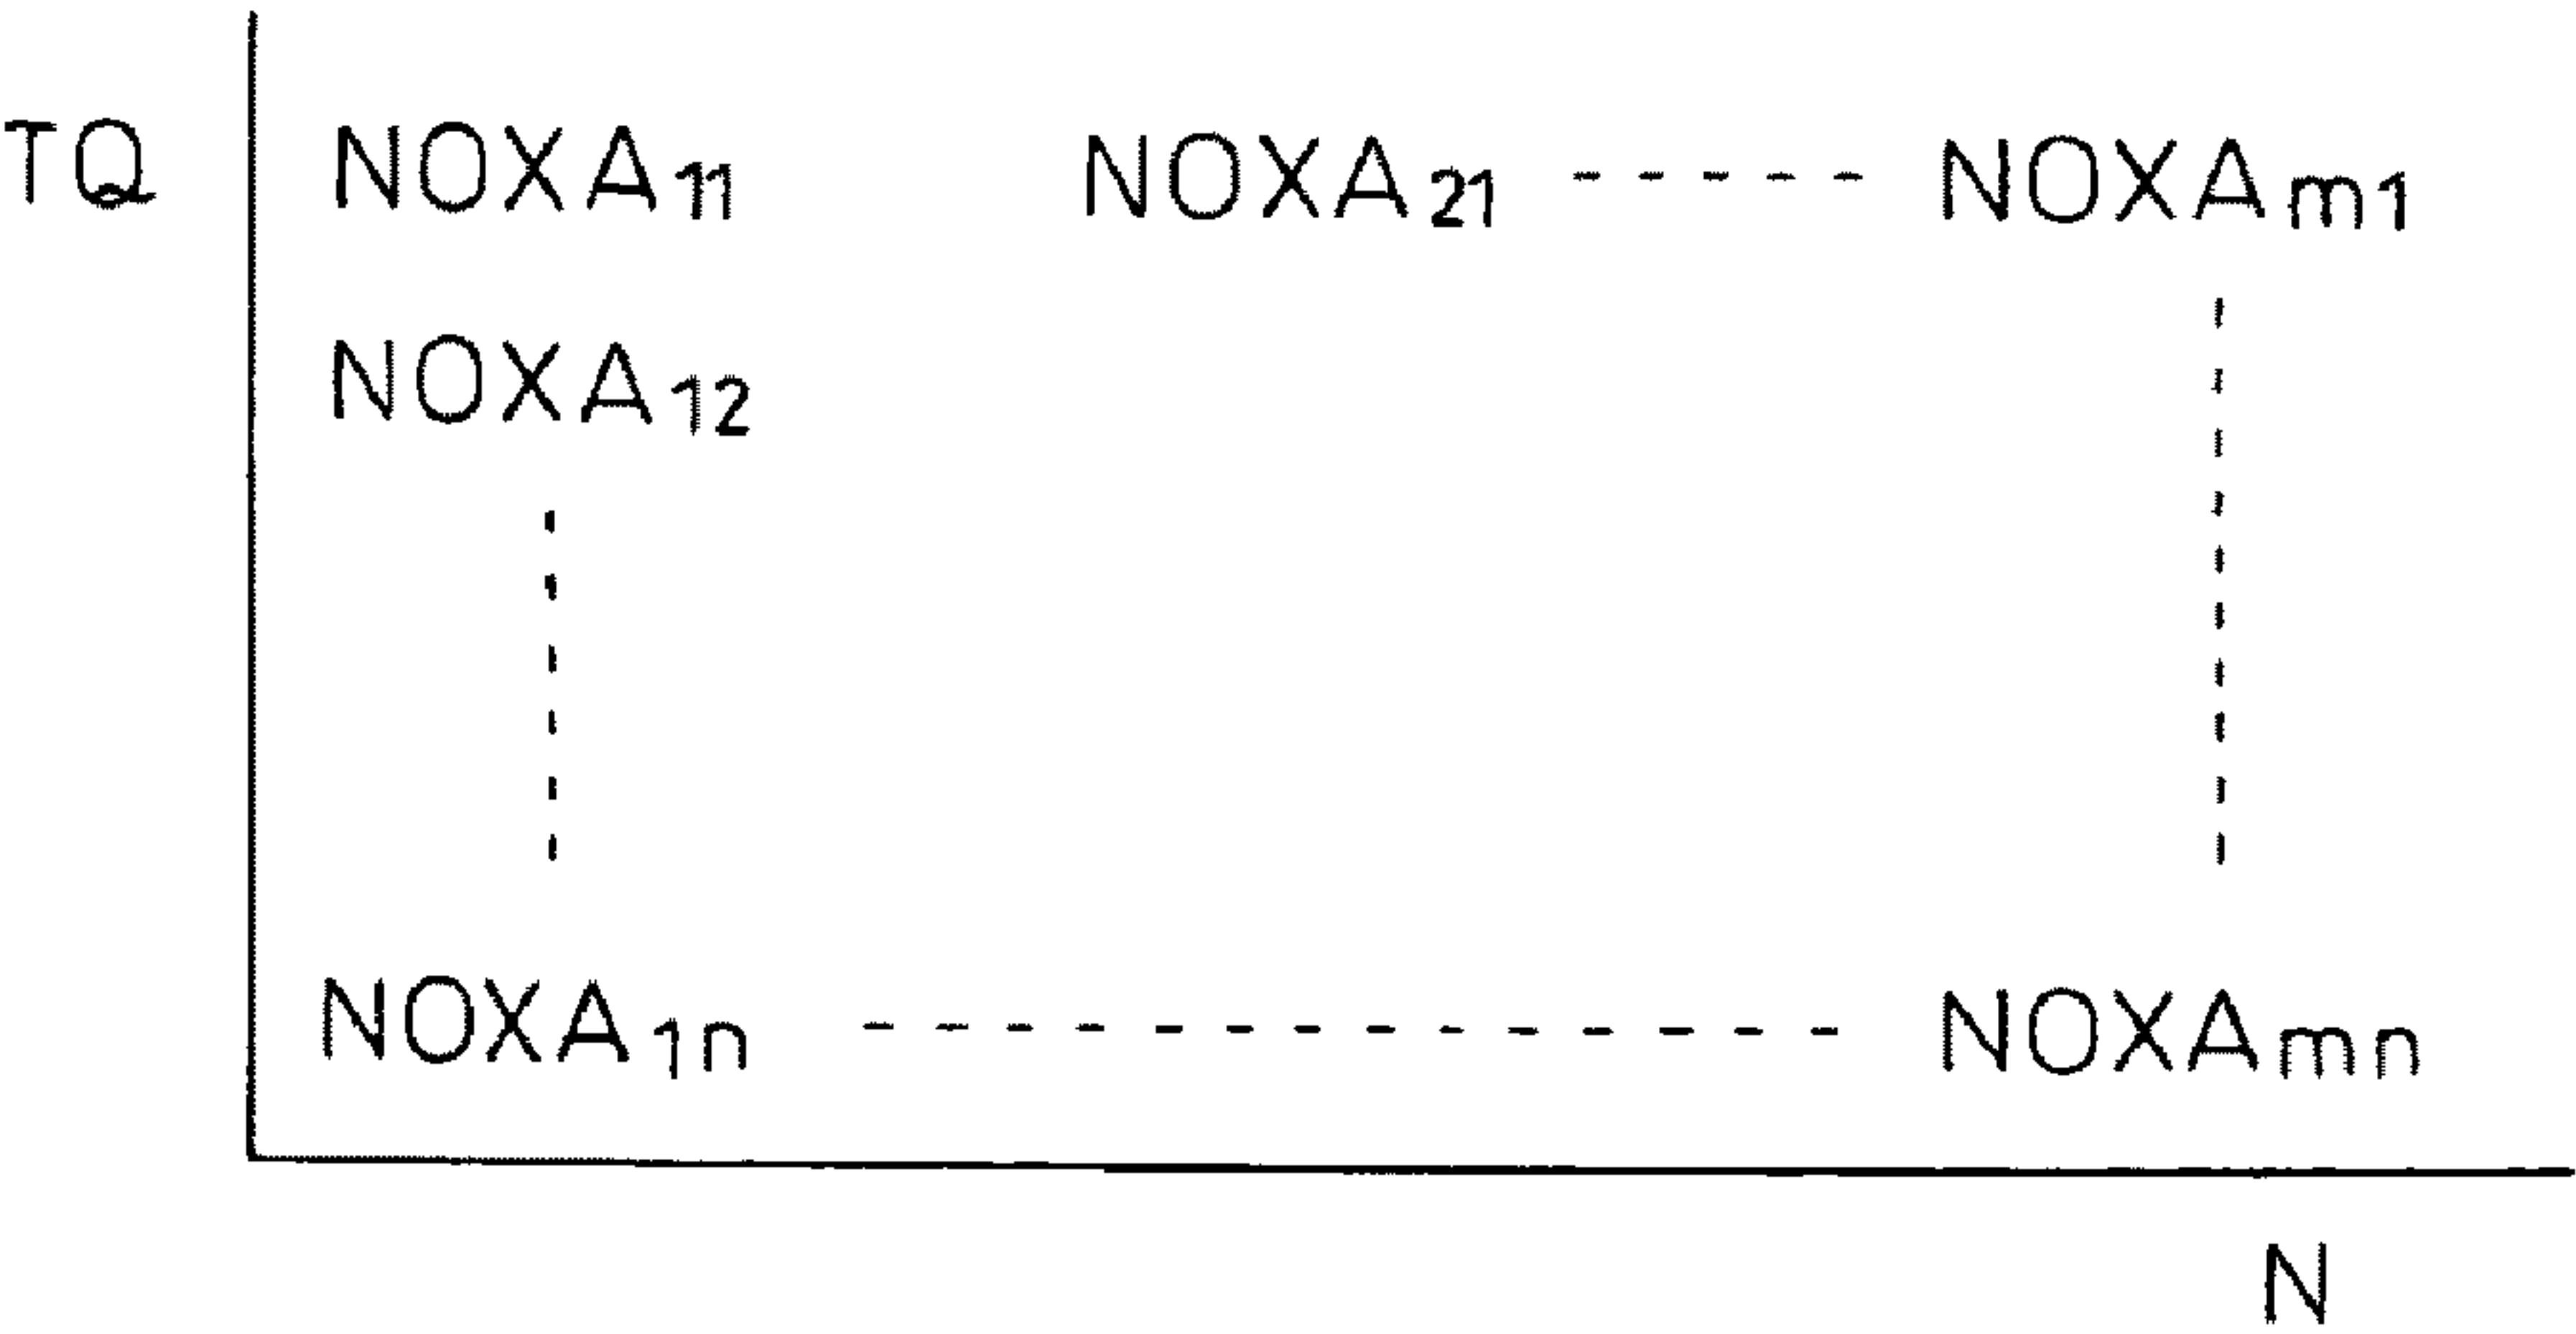 TQ NOXA₁₁ NOXA₂₁ ----- NOXAₘ₁
NOXA₁₂
NOXA₁ₙ -------------- NOXAₘₙ
N